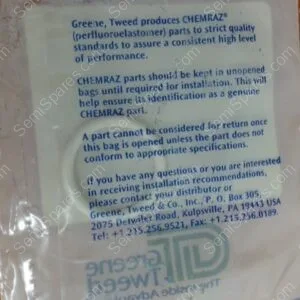 Greene, Tweed produces CHEMRAZ®
(perfluoroelastomer) parts to strict quality
standards to assure a consistent high level
of performance.
CHEMRAZ parts should be kept in unopened
bags until required for installation. This will
help ensure its identification as a genuine
CHEMRAZ part.
A part cannot be considered for return once
this bag is opened unless the part does not
conform to appropriate specifications.
If you have any questions or you are interested
in receiving installation recommendations,
please contact your distributor or
Greene, Tweed & Co., Inc., P. O. Box 305,
2075 Detwiler Road, Kulpsville, PA 19443 USA
Tel: +1.215.256.9521, Fax: +1.215.256.0189.
Greene
Tweed